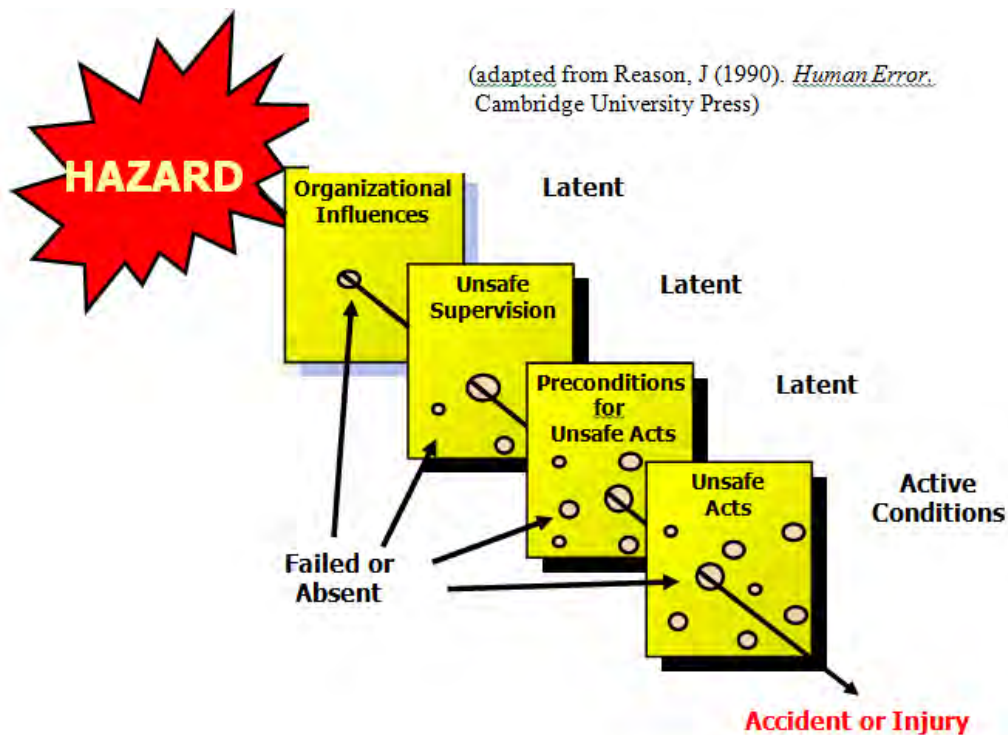 (adapted from Reason, J (1990). Human Error.
Cambridge University Press)
HAZARD
Organizational
Influences
Latent
Unsafe
Supervision
Latent
Preconditions
for
Unsafe Acts
Latent
Unsafe
Acts
Active
Conditions
Failed or
Absent
Accident or Injury